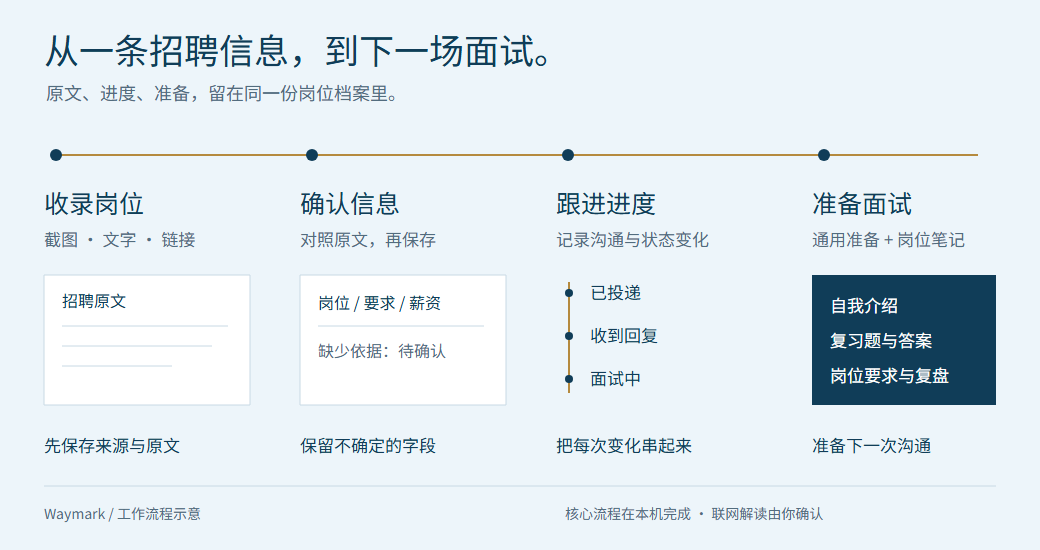 从一条招聘信息，到下一场面试。
原文、进度、准备，留在同一份岗位档案里。
收录岗位
截图 · 文字 · 链接
招聘原文
先保存来源与原文
确认信息
对照原文，再保存
岗位 / 要求 / 薪资
缺少依据：待确认
保留不确定的字段
跟进进度
记录沟通与状态变化
已投递
收到回复
面试中
把每次变化串起来
准备面试
通用准备 + 岗位笔记
自我介绍
复习题与答案
岗位要求与复盘
准备下一次沟通
Waymark / 工作流程示意
核心流程在本机完成 · 联网解读由你确认